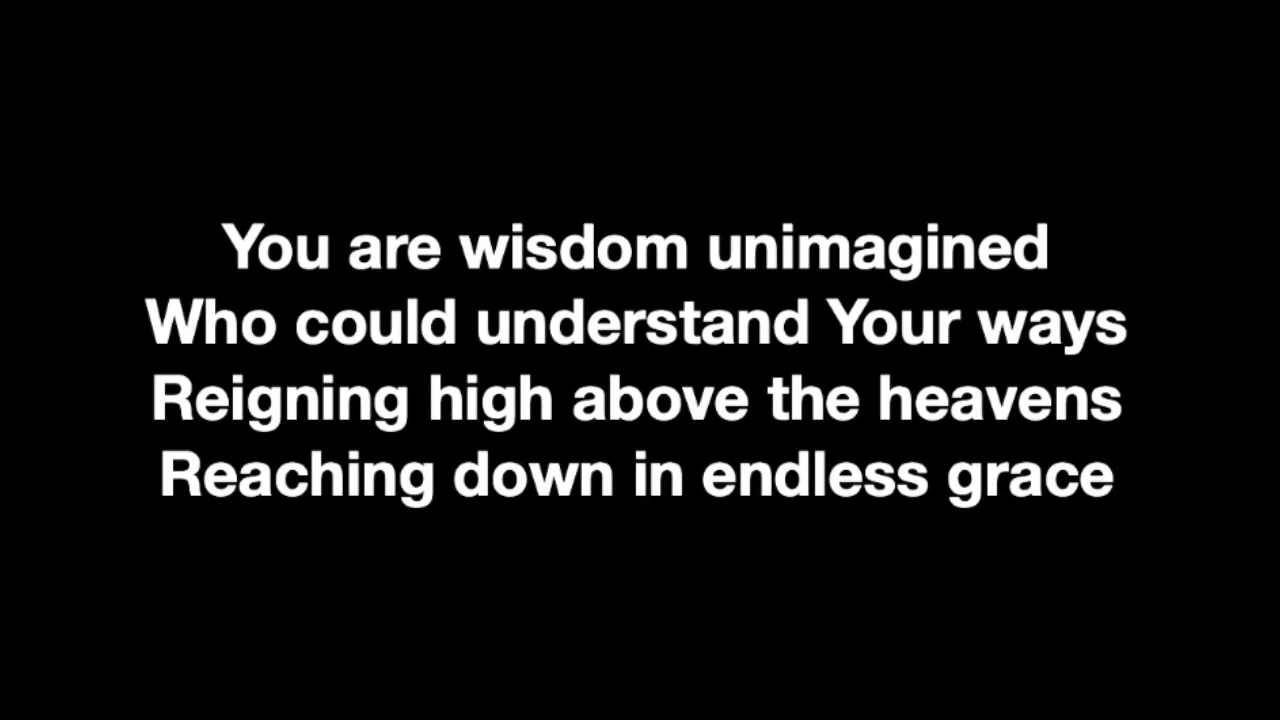 You are wisdom unimagined
Who could understand Your ways
Reigning high above the heavens
Reaching down in endless grace